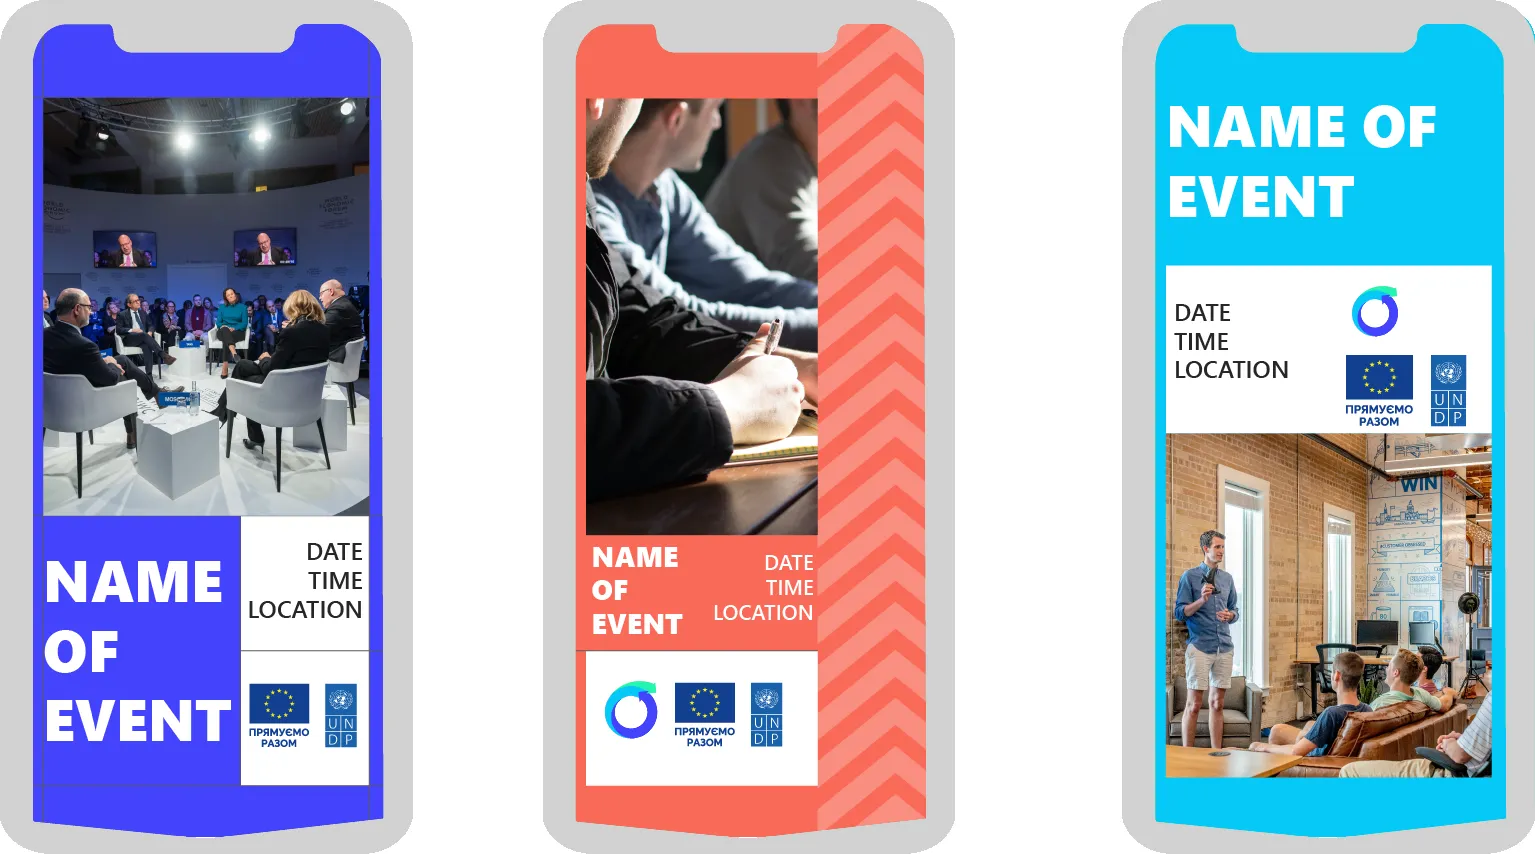 NAME
OF
EVENT
DATE
TIME
LOCATION
ПРЯМУЄМО
РАЗОМ
U N
D P
NAME
OF
EVENT
DATE
TIME
LOCATION
ПРЯМУЄМО
РАЗОМ
U N
D P
NAME OF
EVENT
DATE
TIME
LOCATION
ПРЯМУЄМО
РАЗОМ
U N
D P
WIN